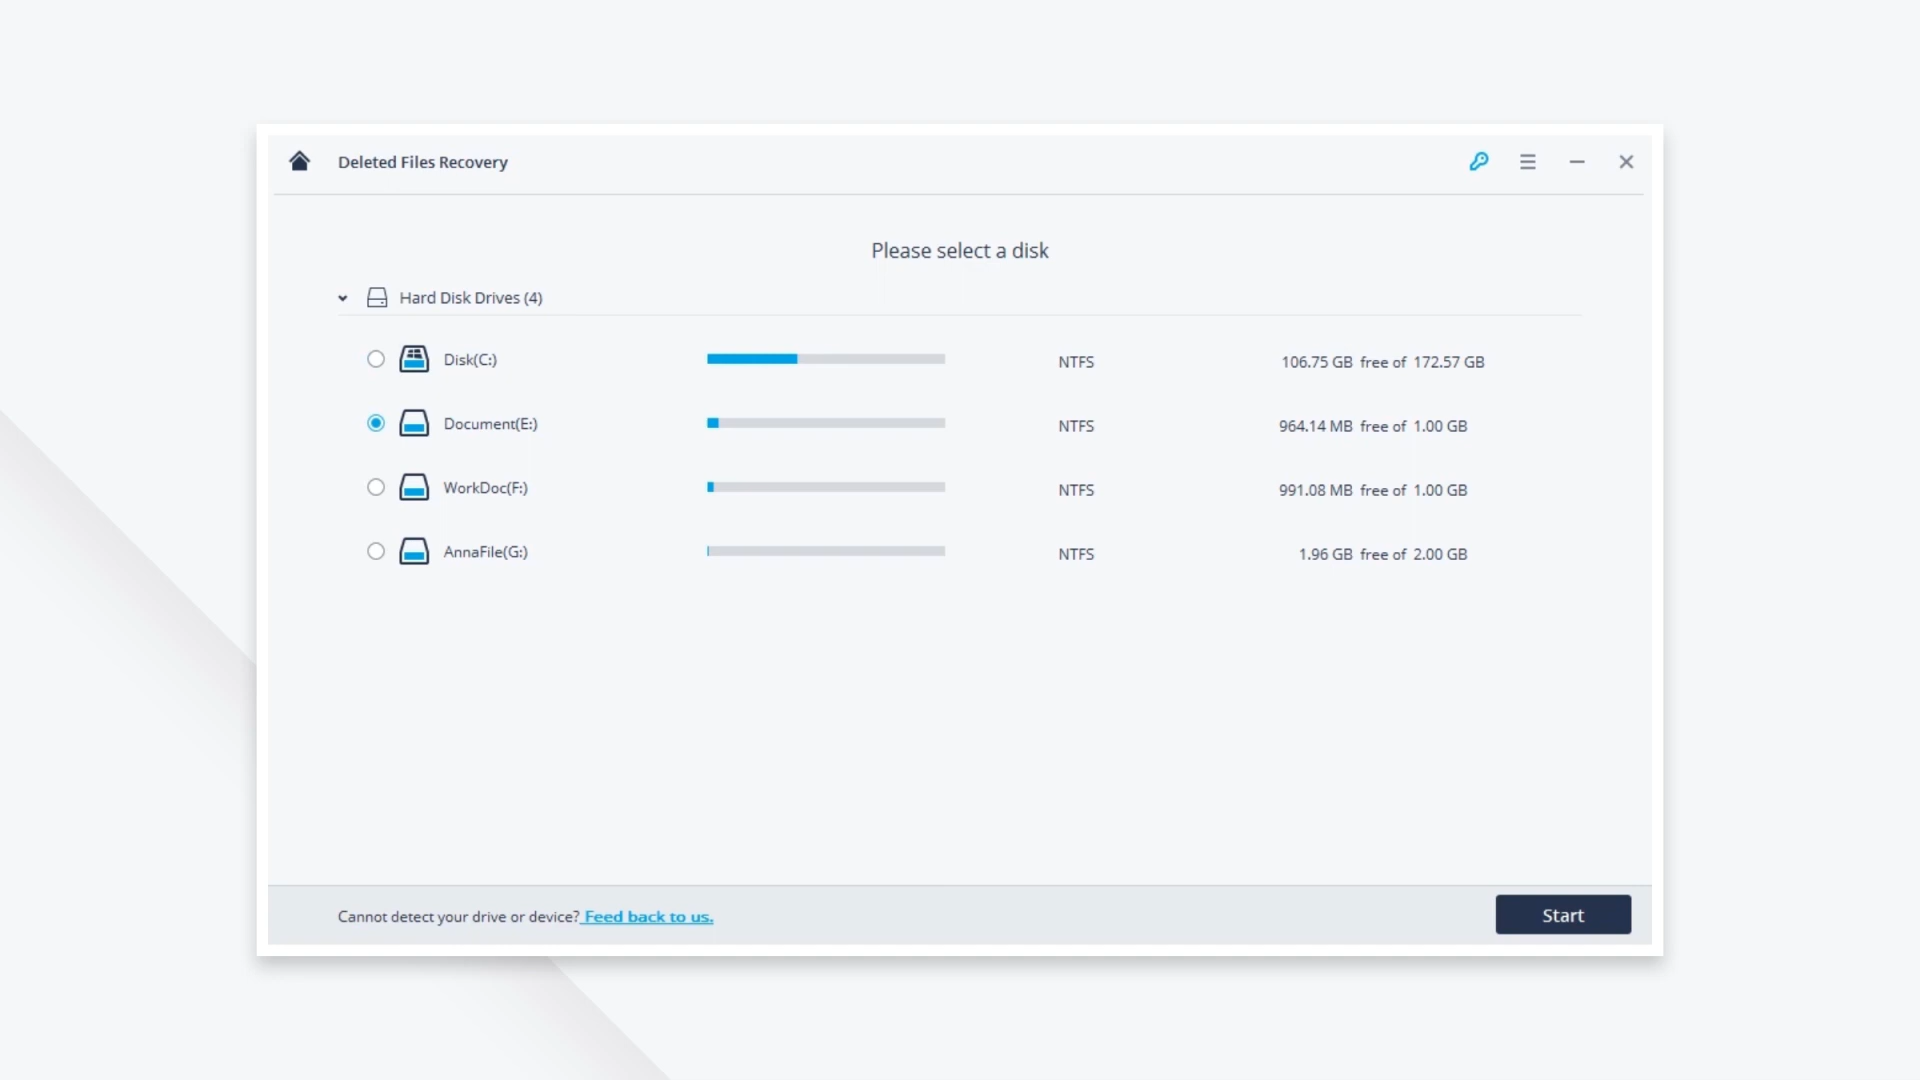 Deleted Files Recovery
Please select a disk
Hard Disk Drives (4)
Disk(C:) NTFS 106.75 GB free of 172.57 GB
Document(E:) NTFS 964.14 MB free of 1.00 GB
WorkDoc(F:) NTFS 991.08 MB free of 1.00 GB
AnnaFile(G:) NTFS 1.96 GB free of 2.00 GB
Cannot detect your drive or device? Feed back to us. Start